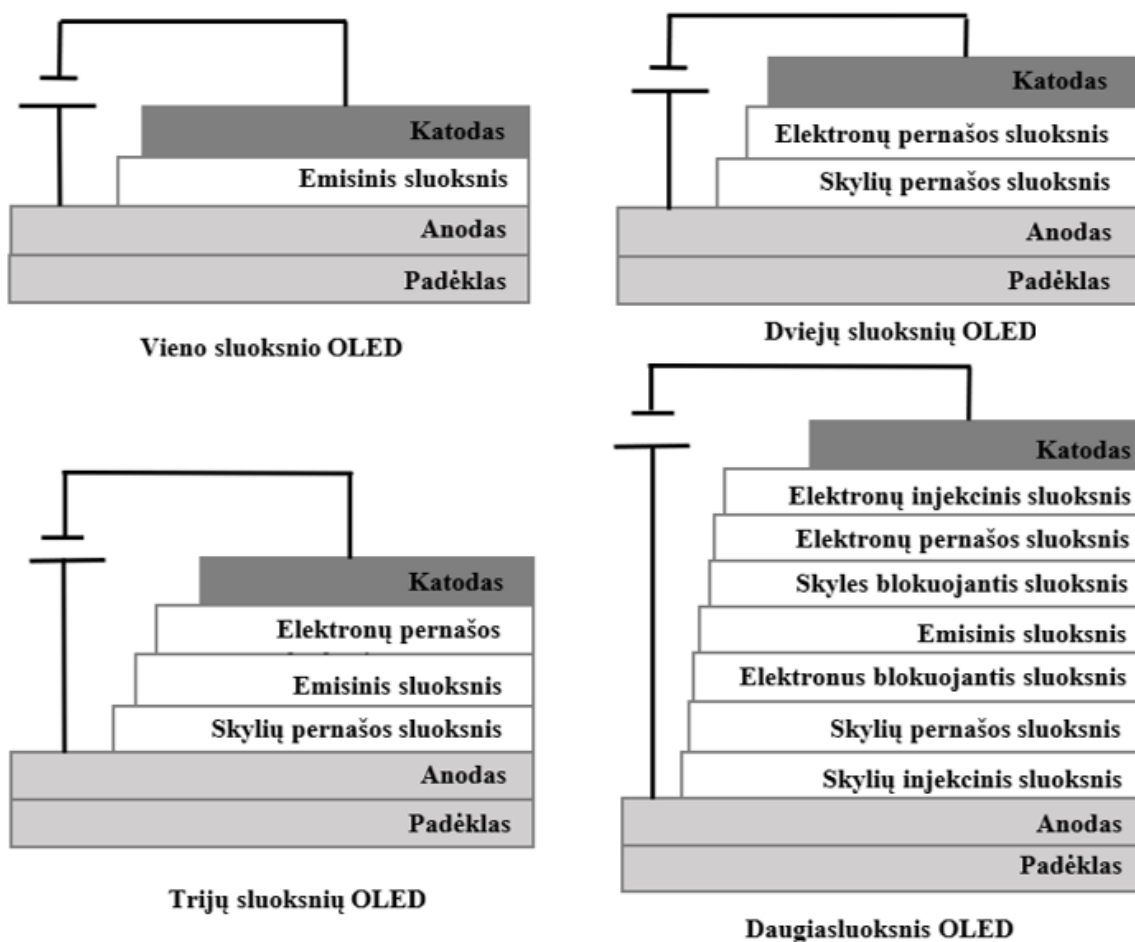 Katodas
Emisinis sluoksnis
Anodas
Padėklas
Vieno sluoksnio OLED
Katodas
Elektronų pernašos sluoksnis
Skylių pernašos sluoksnis
Anodas
Padėklas
Dviejų sluoksnių OLED
Katodas
Elektronų pernašos
Emisinis sluoksnis
Skylių pernašos sluoksnis
Anodas
Padėklas
Trijų sluoksnių OLED
Katodas
Elektronų injekcinis sluoksnis
Elektronų pernašos sluoksnis
Skyles blokuojantis sluoksnis
Emisinis sluoksnis
Elektronus blokuojantis sluoksnis
Skylių pernašos sluoksnis
Skylių injekcinis sluoksnis
Anodas
Padėklas
Daugiasluoksnis OLED